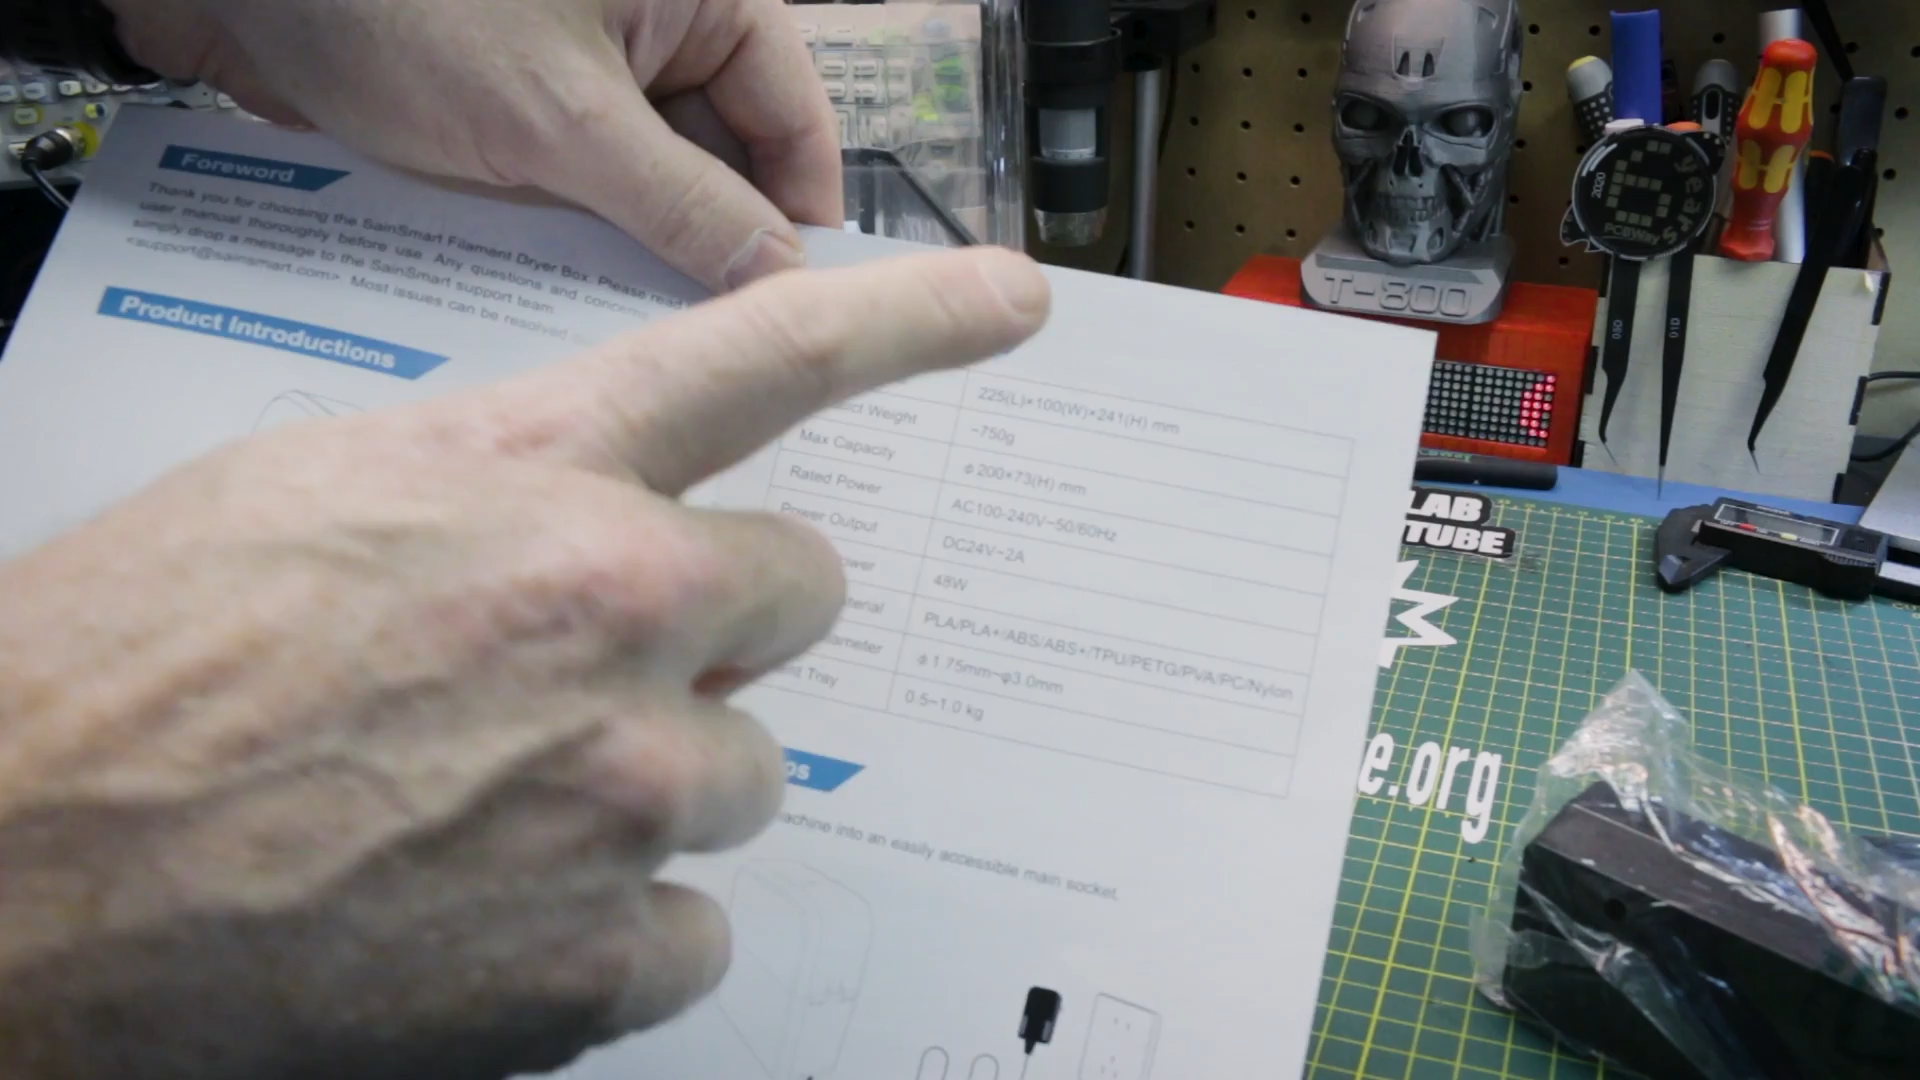 Foreword
Thank you for choosing the SainSmart Filament Dryer Box. Please read
user manual thoroughly before use. Any questions and concerns,
simply drop a message to the SainSmart support team
<support@sainsmart.com>. Most issues can be resolved
Product Introductions
225(L)*100(W)*241(H) mm
Weight ~750g
Max Capacity φ200*73(H) mm
Rated Power AC100-240V~50/60Hz
Power Output DC24V~2A
48W
PLA/PLA+/ABS/ABS+/TPU/PETG/PVA/PC/Nylon
φ1.75mm~φ3.0mm
Tray 0.5~1.0 kg
into an easily accessible main socket.
T-800
2020
years
PCBWay
PCBWay
LAB
TUBE
e.org